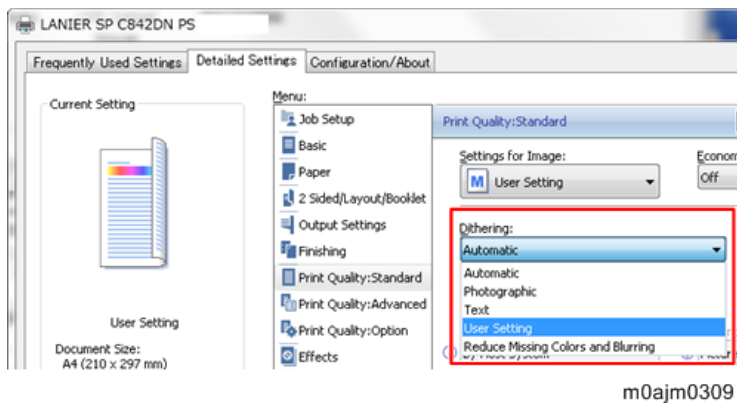 LANIER SP C842DN PS
Frequently Used Settings
Detailed Settings
Configuration/About
Current Setting
User Setting
Document Size:
A4 (210 x 297 mm)
Menu:
Job Setup
Basic
Paper
2 Sided/Layout/Booklet
Output Settings
Finishing
Print Quality:Standard
Print Quality:Advanced
Print Quality:Option
Effects
Print Quality:Standard
Settings for Image:
M User Setting
Econom
Off
Dithering:
Automatic
Automatic
Photographic
Text
User Setting
Reduce Missing Colors and Blurring
m0ajm0309